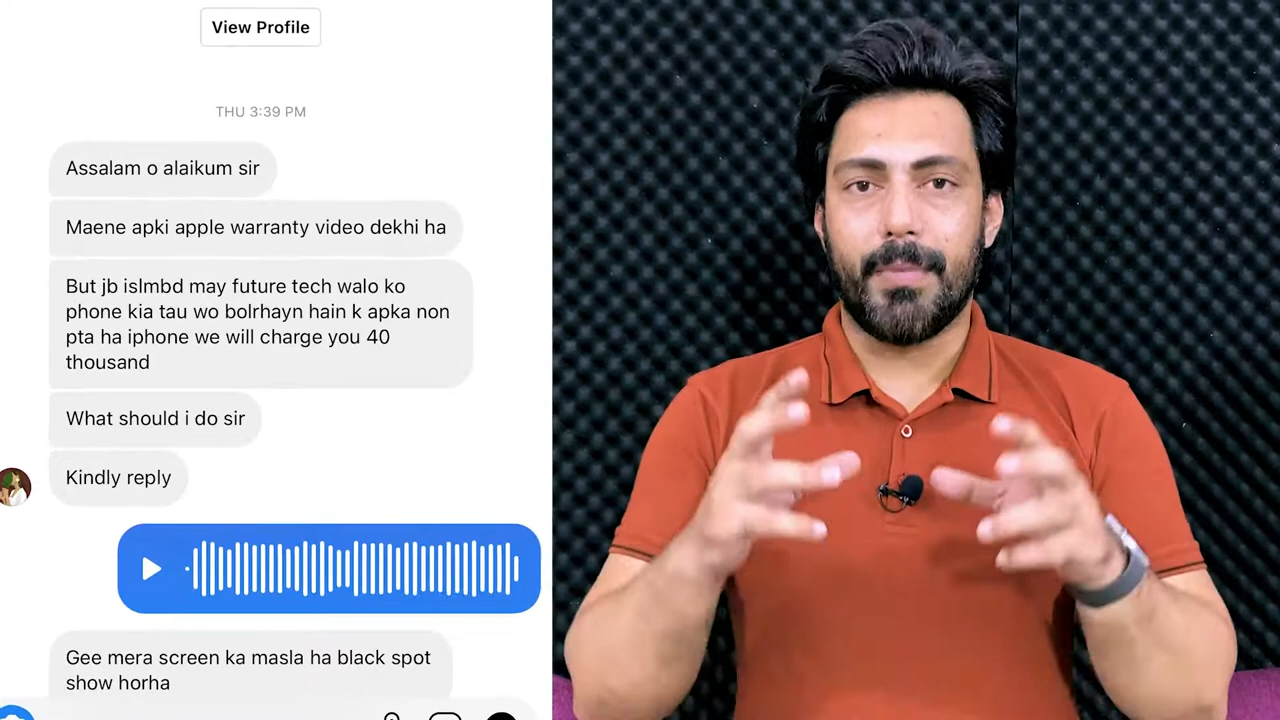 View Profile
THU 3:39 PM
Assalam o alaikum sir
Maene apki apple warranty video dekhi ha
But jb islmbd may future tech walo ko
phone kia tau wo bolrhayn hain k apka non
pta ha iphone we will charge you 40
thousand
What should i do sir
Kindly reply
Gee mera screen ka masla ha black spot
show horha